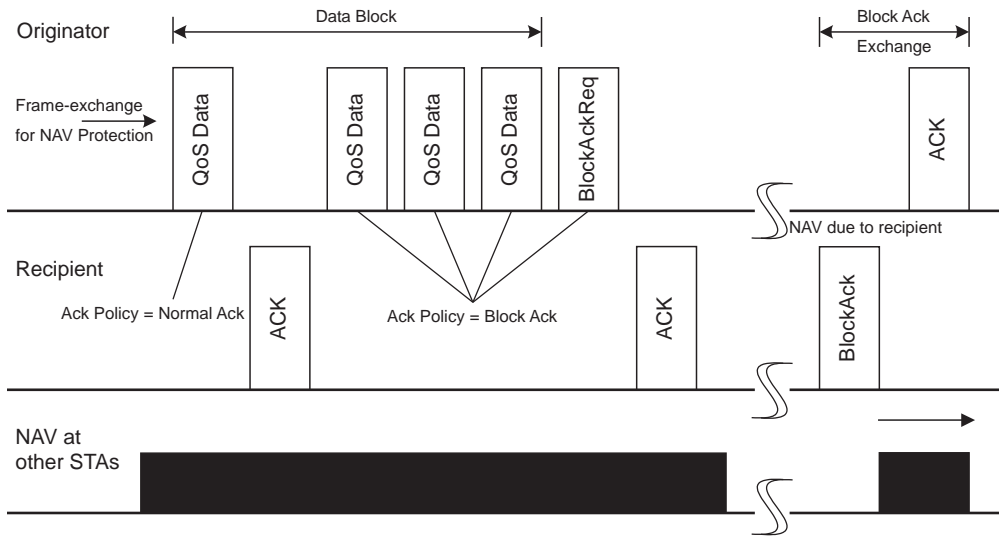 Data Block
Block Ack
Exchange
Originator
Frame-exchange
for NAV Protection
QoS Data
QoS Data
QoS Data
QoS Data
BlockAckReq
ACK
NAV due to recipient
Recipient
Ack Policy = Normal Ack
ACK
Ack Policy = Block Ack
ACK
BlockAck
NAV at
other STAs